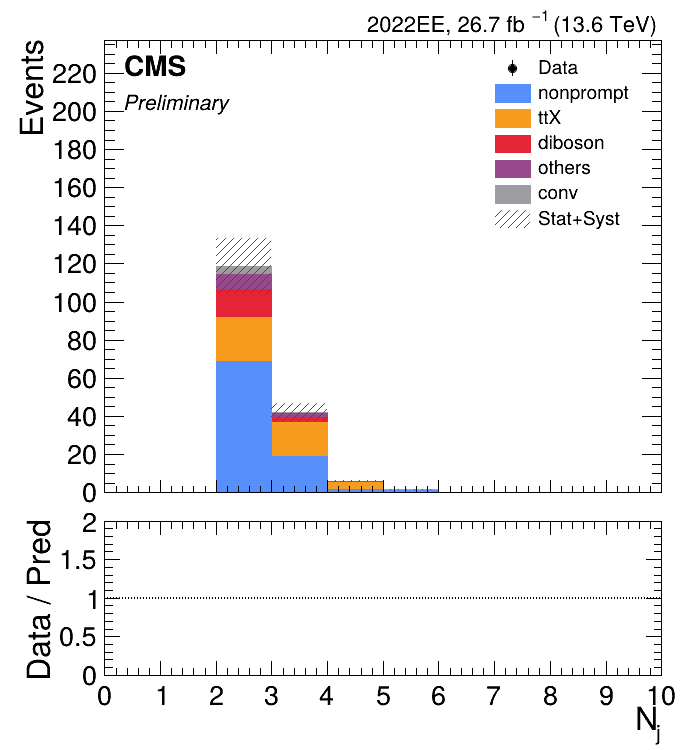 2022EE, 26.7 fb⁻¹ (13.6 TeV)
CMS
Preliminary
Events
220
200
180
160
140
120
100
80
60
40
20
0
Data
nonprompt
ttX
diboson
others
conv
Stat+Syst
Data / Pred
2
1.5
1
0.5
0
0 1 2 3 4 5 6 7 8 9 10
Nj